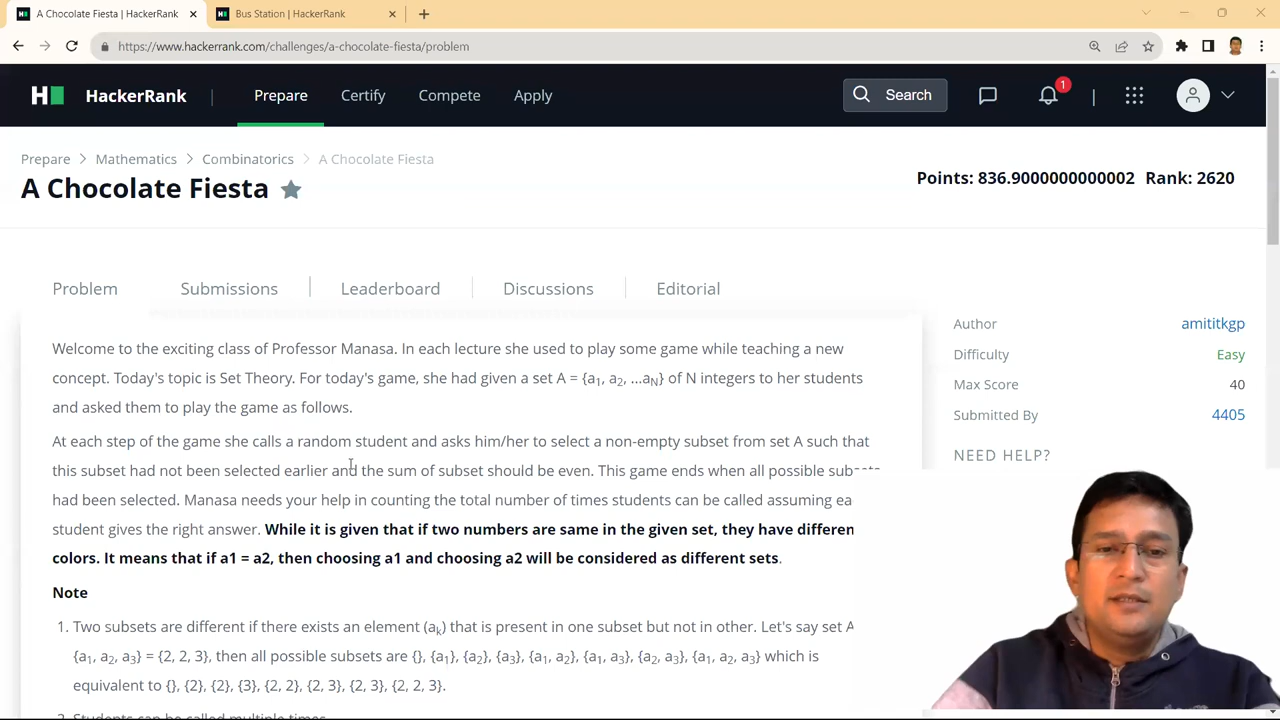 A Chocolate Fiesta | HackerRank
Bus Station | HackerRank
https://www.hackerrank.com/challenges/a-chocolate-fiesta/problem
H HackerRank | Prepare Certify Compete Apply Search 1
Prepare > Mathematics > Combinatorics > A Chocolate Fiesta
A Chocolate Fiesta ★
Points: 836.9000000000002 Rank: 2620
Problem Submissions Leaderboard Discussions Editorial
Welcome to the exciting class of Professor Manasa. In each lecture she used to play some game while teaching a new
concept. Today's topic is Set Theory. For today's game, she had given a set A = {a₁, a₂, ...aN} of N integers to her students
and asked them to play the game as follows.
At each step of the game she calls a random student and asks him/her to select a non-empty subset from set A such that
this subset had not been selected earlier and the sum of subset should be even. This game ends when all possible subsets
had been selected. Manasa needs your help in counting the total number of times students can be called assuming ea
student gives the right answer. While it is given that if two numbers are same in the given set, they have differen
colors. It means that if a1 = a2, then choosing a1 and choosing a2 will be considered as different sets.
Note
1. Two subsets are different if there exists an element (aₖ) that is present in one subset but not in other. Let's say set A
{a₁, a₂, a₃} = {2, 2, 3}, then all possible subsets are {}, {a₁}, {a₂}, {a₃}, {a₁, a₂}, {a₁, a₃}, {a₂, a₃}, {a₁, a₂, a₃} which is
equivalent to {}, {2}, {2}, {3}, {2, 2}, {2, 3}, {2, 3}, {2, 2, 3}.
2. Students can be called multiple times.
Author amititkgp
Difficulty Easy
Max Score 40
Submitted By 4405
NEED HELP?